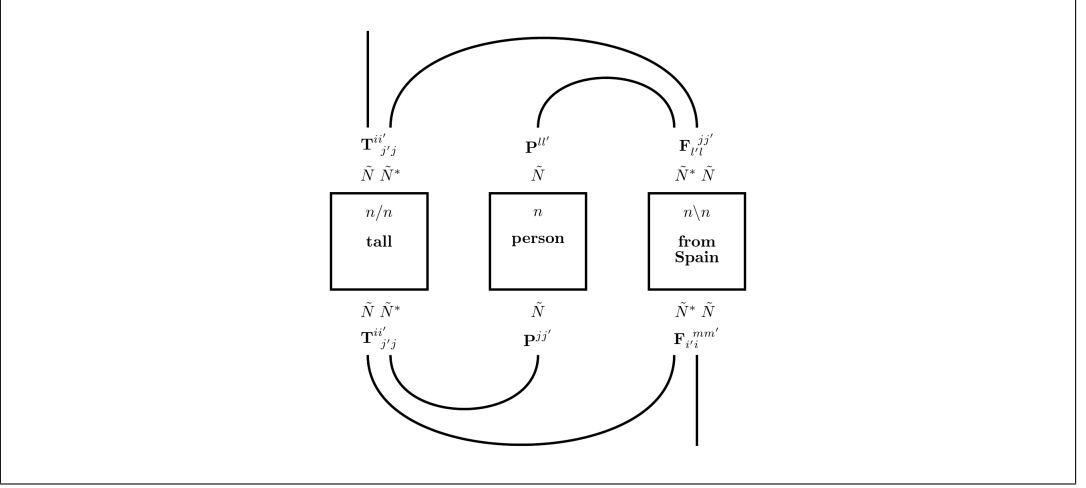 T^{ii'}_{j'j} P^{ll'} F_{l'l}^{jj'}
Ñ Ñ* Ñ Ñ* Ñ
n/n n n\n
tall person from
Spain
Ñ Ñ* Ñ Ñ* Ñ
T^{ii'}_{j'j} P^{jj'} F_{i'i}^{mm'}